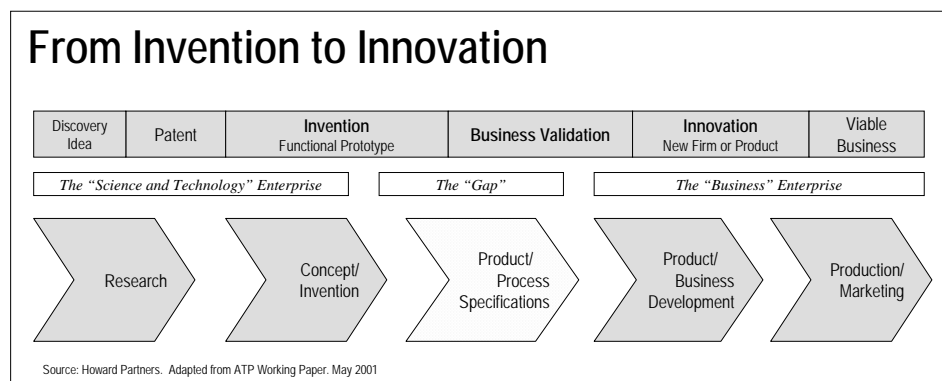 From Invention to Innovation
Discovery
Idea
Patent
Invention
Functional Prototype
Business Validation
Innovation
New Firm or Product
Viable
Business
The “Science and Technology” Enterprise
The “Gap”
The “Business” Enterprise
Research
Concept/
Invention
Product/
Process
Specifications
Product/
Business
Development
Production/
Marketing
Source: Howard Partners. Adapted from ATP Working Paper. May 2001